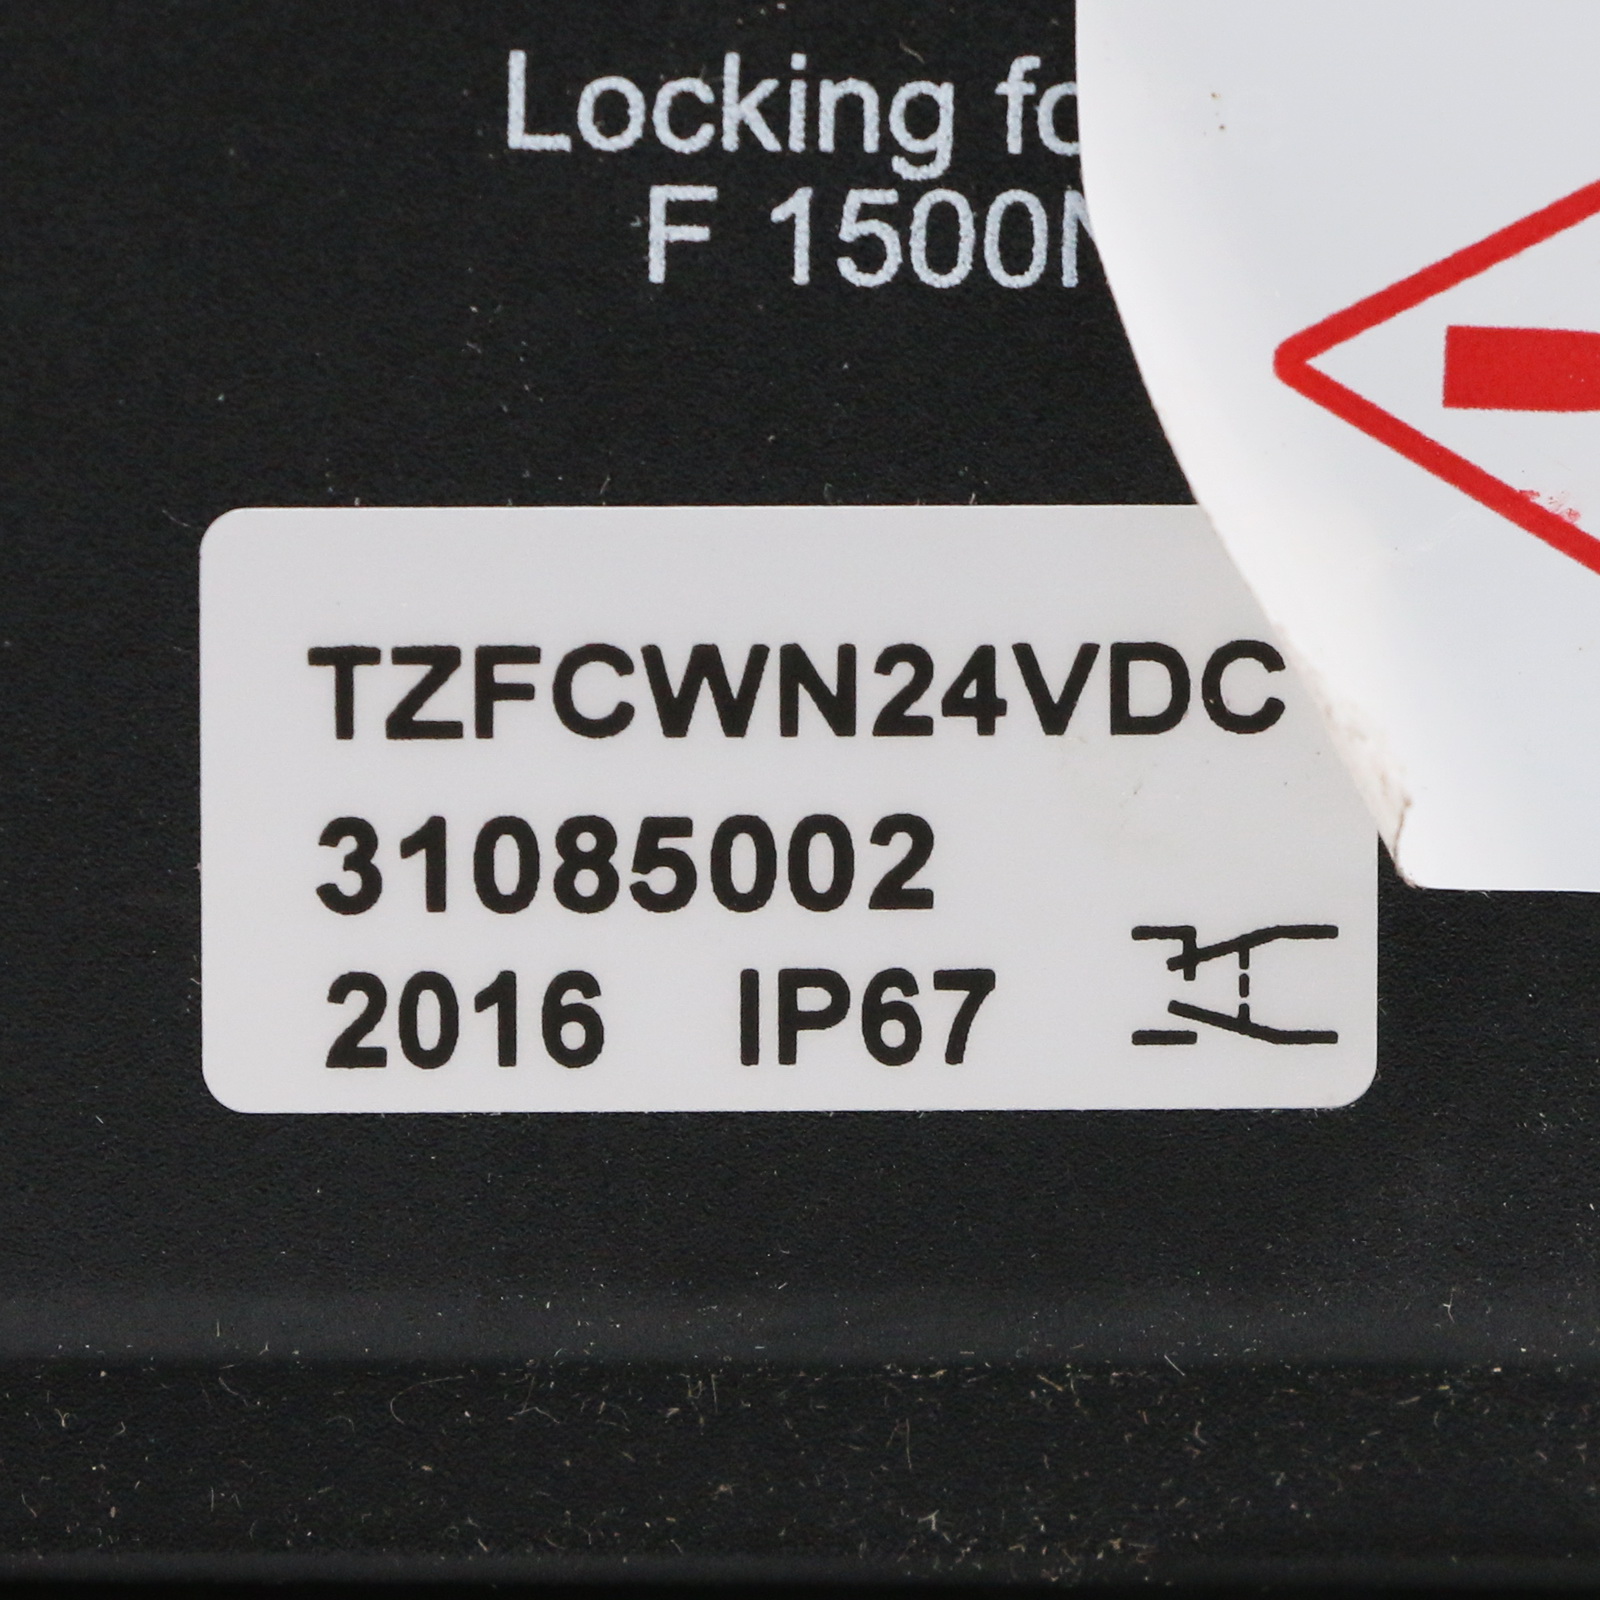 Locking fo
F 1500N
TZFCWN24VDC
31085002
2016 IP67